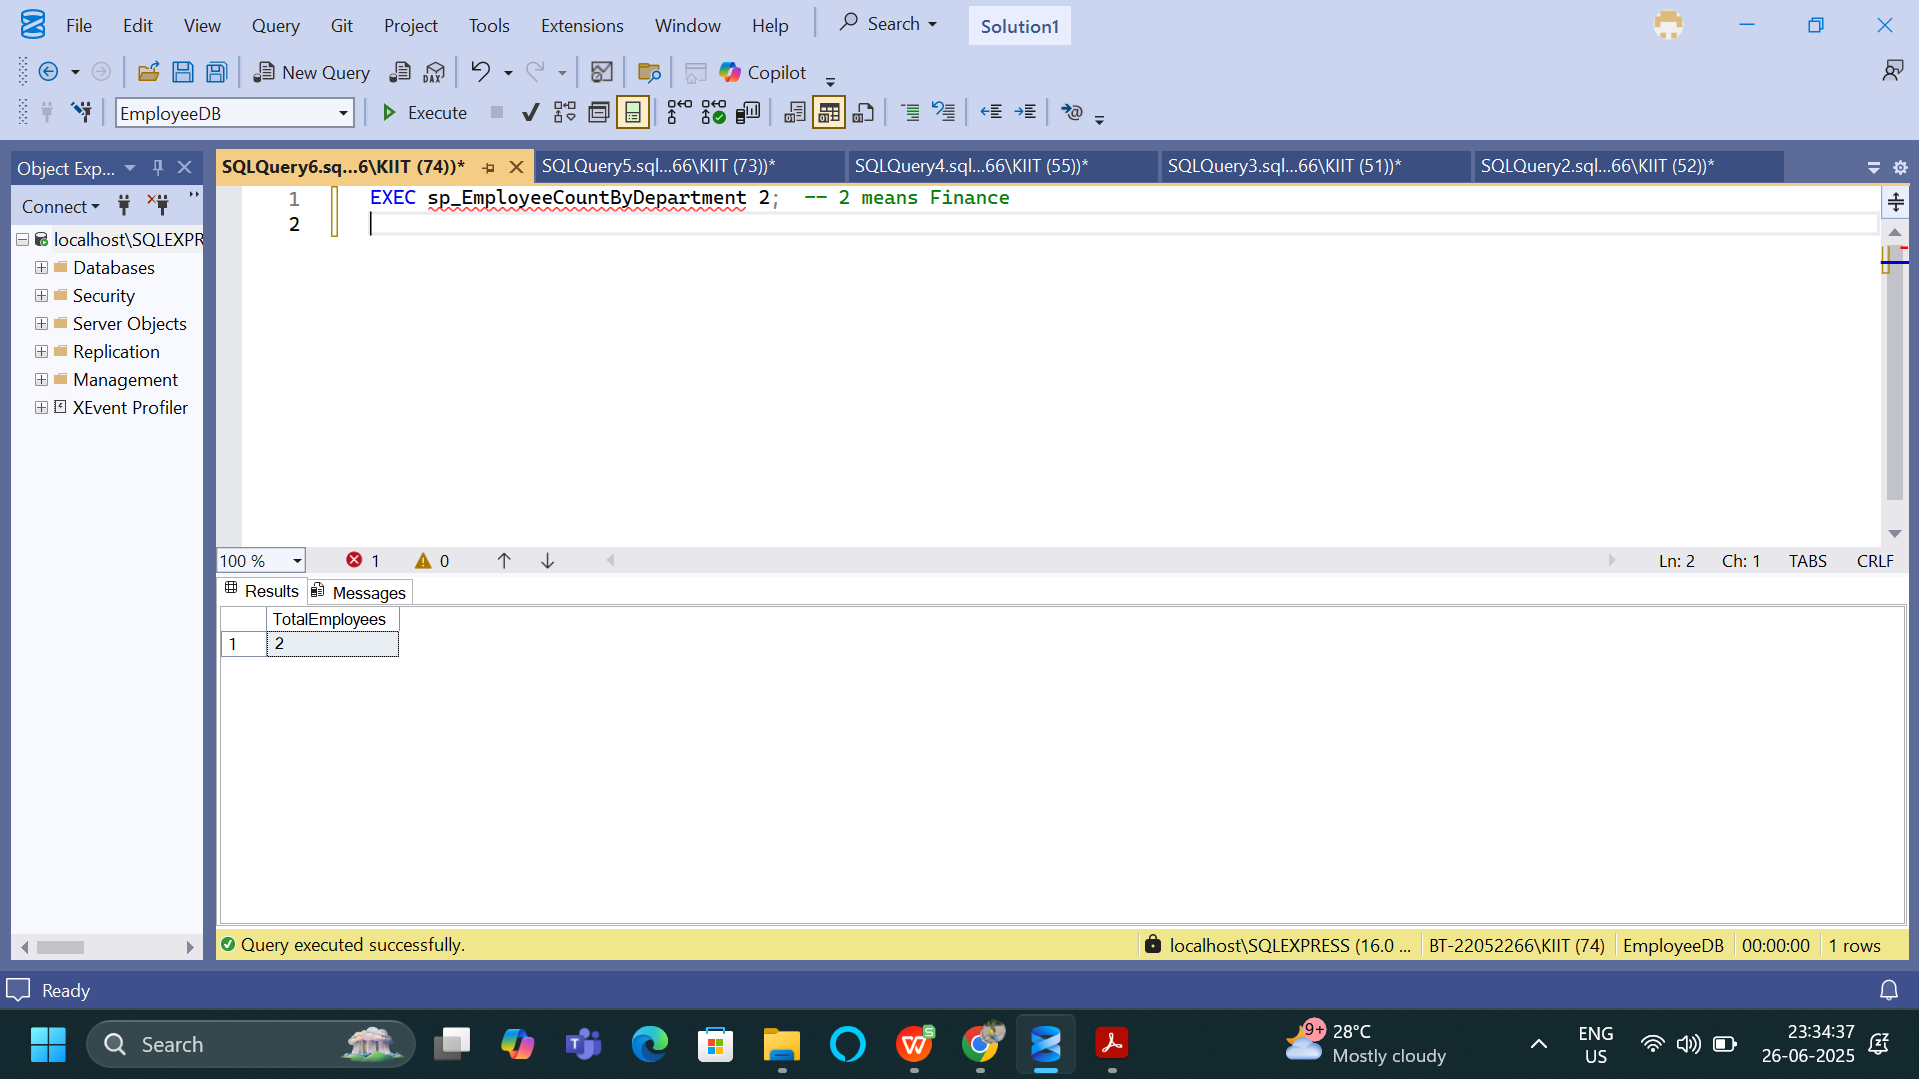 File Edit View Query Git Project Tools Extensions Window Help Search Solution1
New Query DAX Copilot
EmployeeDB Execute
Object Exp... SQLQuery6.sq...6\KIIT (74))* SQLQuery5.sql...66\KIIT (73))* SQLQuery4.sql...66\KIIT (55))* SQLQuery3.sql...66\KIIT (51))* SQLQuery2.sql...66\KIIT (52))*
Connect
localhost\SQLEXPR
Databases
Security
Server Objects
Replication
Management
XEvent Profiler
1 EXEC sp_EmployeeCountByDepartment 2; -- 2 means Finance
2
100 % 1 0 Ln: 2 Ch: 1 TABS CRLF
Results Messages
TotalEmployees
1 2
Query executed successfully. localhost\SQLEXPRESS (16.0 ... BT-22052266\KIIT (74) EmployeeDB 00:00:00 1 rows
Ready
Search 9+ 28°C Mostly cloudy ENG US 23:34:37 26-06-2025